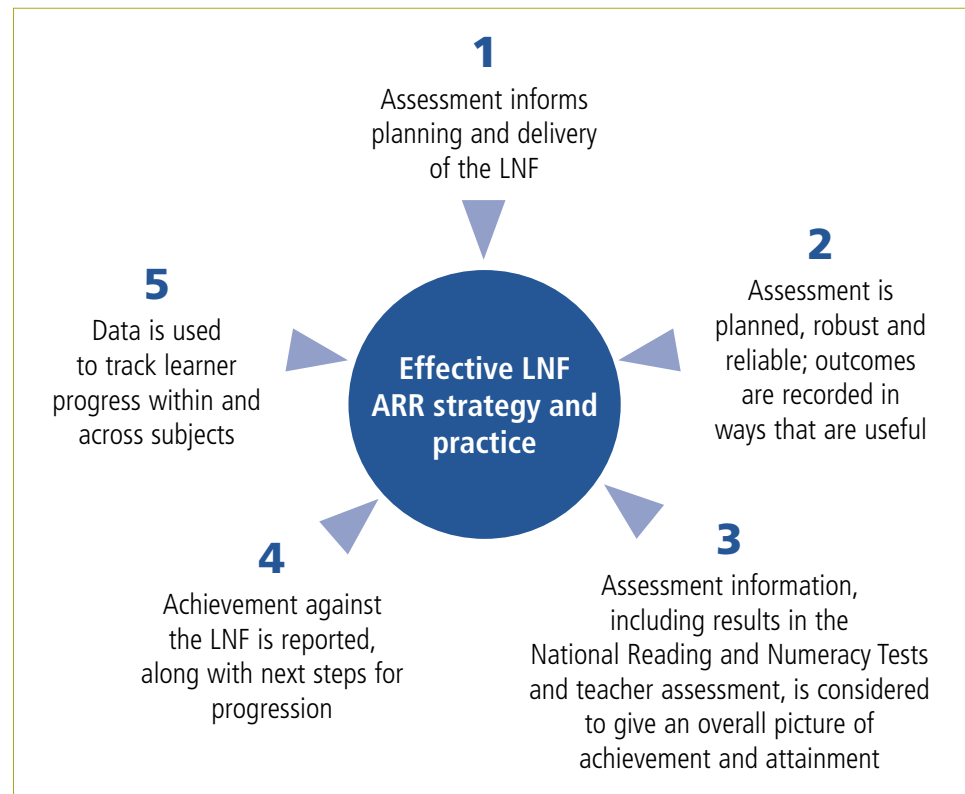 1
Assessment informs
planning and delivery
of the LNF
2
Assessment is
planned, robust and
reliable; outcomes
are recorded in
ways that are useful
3
Assessment information,
including results in the
National Reading and Numeracy Tests
and teacher assessment, is considered
to give an overall picture of
achievement and attainment
4
Achievement against
the LNF is reported,
along with next steps for
progression
5
Data is used
to track learner
progress within and
across subjects
Effective LNF
ARR strategy and
practice